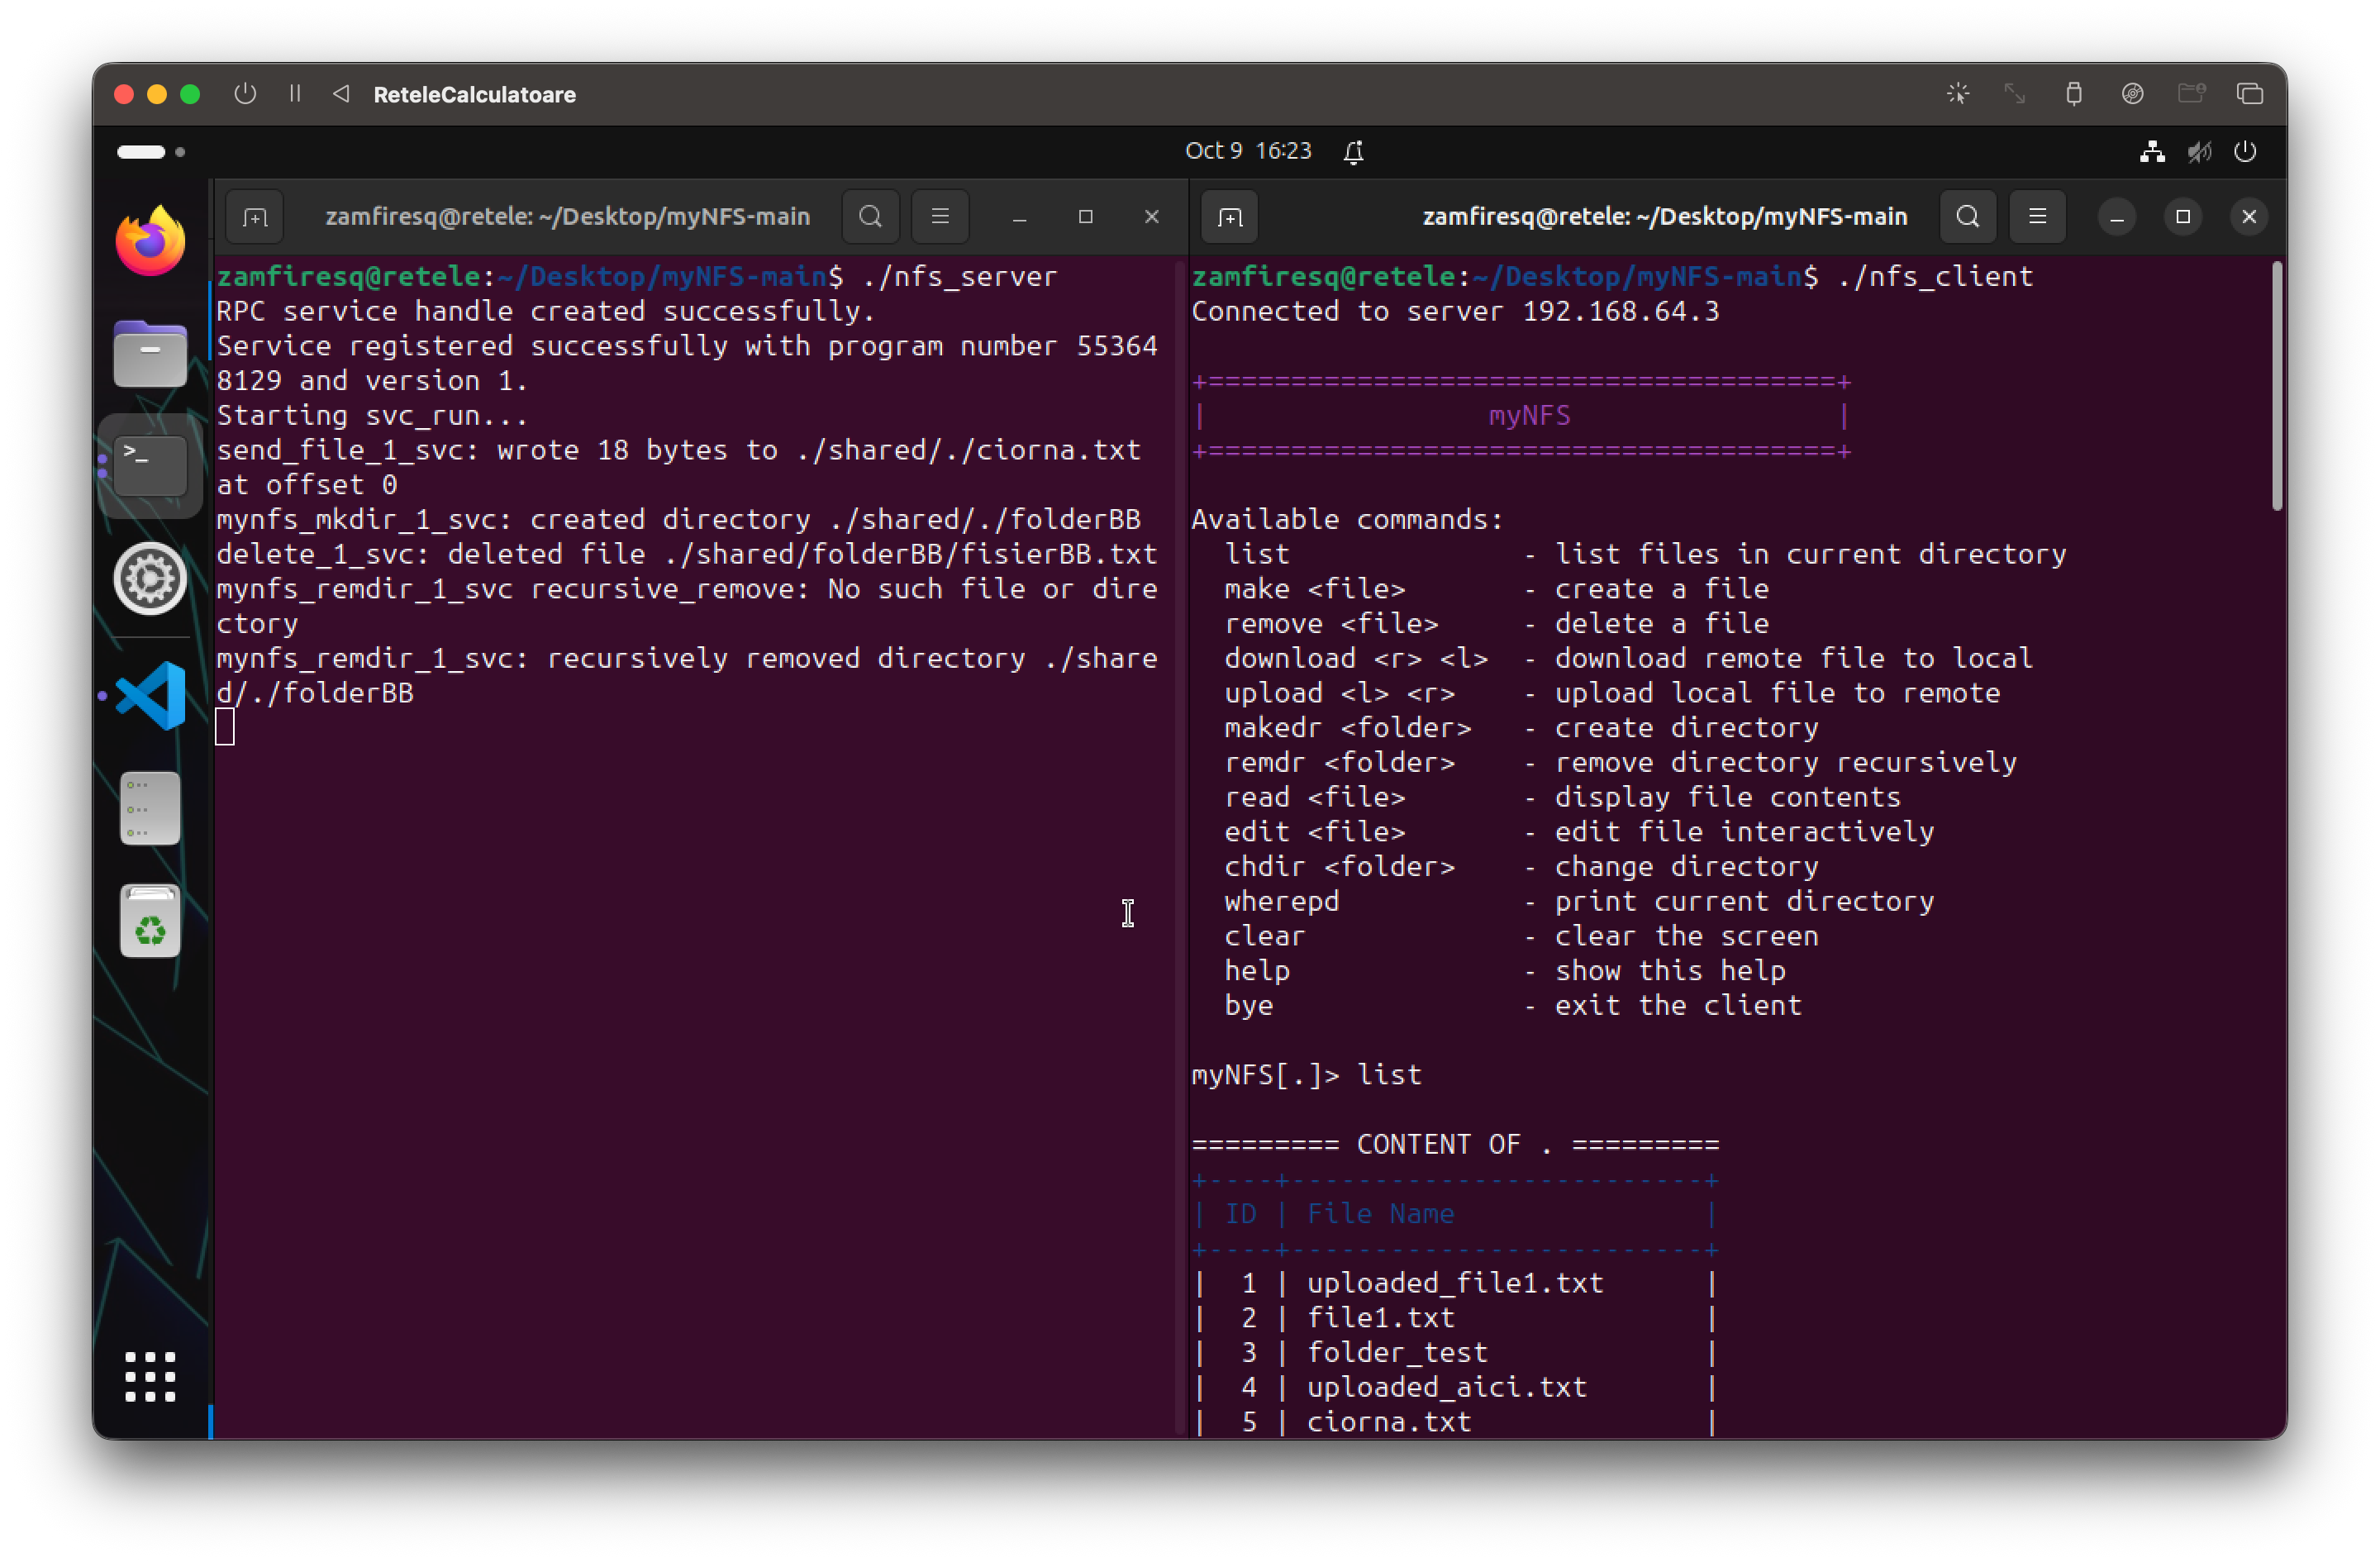 ReteleCalculatoare
Oct 9 16:23
zamfiresq@retele: ~/Desktop/myNFS-main
zamfiresq@retele:~/Desktop/myNFS-main$ ./nfs_server
RPC service handle created successfully.
Service registered successfully with program number 55364
8129 and version 1.
Starting svc_run...
send_file_1_svc: wrote 18 bytes to ./shared/./ciorna.txt
at offset 0
mynfs_mkdir_1_svc: created directory ./shared/./folderBB
delete_1_svc: deleted file ./shared/folderBB/fisierBB.txt
mynfs_remdir_1_svc recursive_remove: No such file or dire
ctory
mynfs_remdir_1_svc: recursively removed directory ./share
d/./folderBB
zamfiresq@retele: ~/Desktop/myNFS-main
zamfiresq@retele:~/Desktop/myNFS-main$ ./nfs_client
Connected to server 192.168.64.3
+======================================+
| myNFS |
+======================================+
Available commands:
list - list files in current directory
make <file> - create a file
remove <file> - delete a file
download <r> <l> - download remote file to local
upload <l> <r> - upload local file to remote
makedr <folder> - create directory
remdr <folder> - remove directory recursively
read <file> - display file contents
edit <file> - edit file interactively
chdir <folder> - change directory
wherepd - print current directory
clear - clear the screen
help - show this help
bye - exit the client
myNFS[.]> list
========= CONTENT OF . =========
+----+-------------------------+
| ID | File Name |
+----+-------------------------+
| 1 | uploaded_file1.txt |
| 2 | file1.txt |
| 3 | folder_test |
| 4 | uploaded_aici.txt |
| 5 | ciorna.txt |